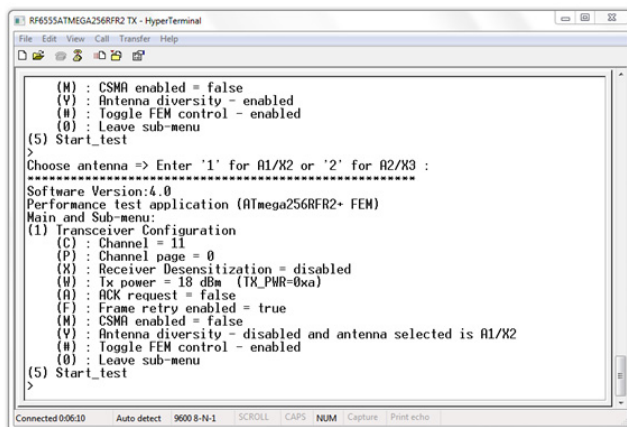 RF6555ATMEGA256RFR2 TX - HyperTerminal
File Edit View Call Transfer Help
(M) : CSMA enabled = false
(Y) : Antenna diversity - enabled
(#) : Toggle FEM control - enabled
(0) : Leave sub-menu
(5) Start_test
>
Choose antenna => Enter '1' for A1/X2 or '2' for A2/X3 :
******************************************************
Software Version:4.0
Performance test application (ATmega256RFR2+ FEM)
Main and Sub-menu:
(1) Transceiver Configuration
(C) : Channel = 11
(P) : Channel page = 0
(X) : Receiver Desensitization = disabled
(W) : Tx power = 18 dBm (TX_PWR=0xa)
(A) : ACK request = false
(F) : Frame retry enabled = true
(M) : CSMA enabled = false
(Y) : Antenna diversity - disabled and antenna selected is A1/X2
(#) : Toggle FEM control - enabled
(0) : Leave sub-menu
(5) Start_test
>
Connected 0:06:10 Auto detect 9600 8-N-1 SCROLL CAPS NUM Capture Print echo